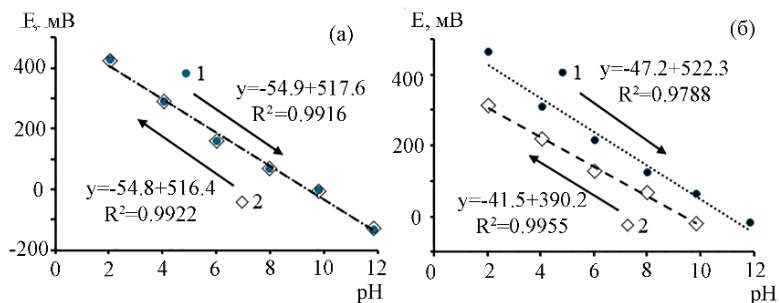 E, мВ
(а)
400
200
0
-200
1
y=-54.9+517.6
R²=0.9916
y=-54.8+516.4
R²=0.9922
2
0 2 4 6 8 10 12
pH
E, мВ
(б)
400
200
0
1
y=-47.2+522.3
R²=0.9788
y=-41.5+390.2
R²=0.9955
2
0 2 4 6 8 10 12
pH